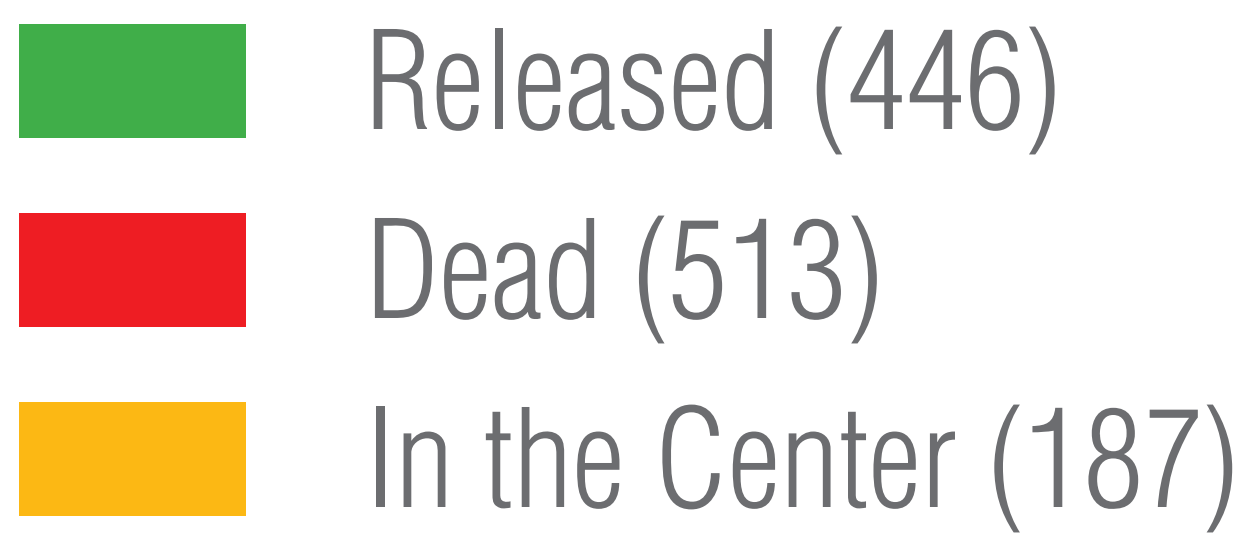 Released (446)
Dead (513)
In the Center (187)